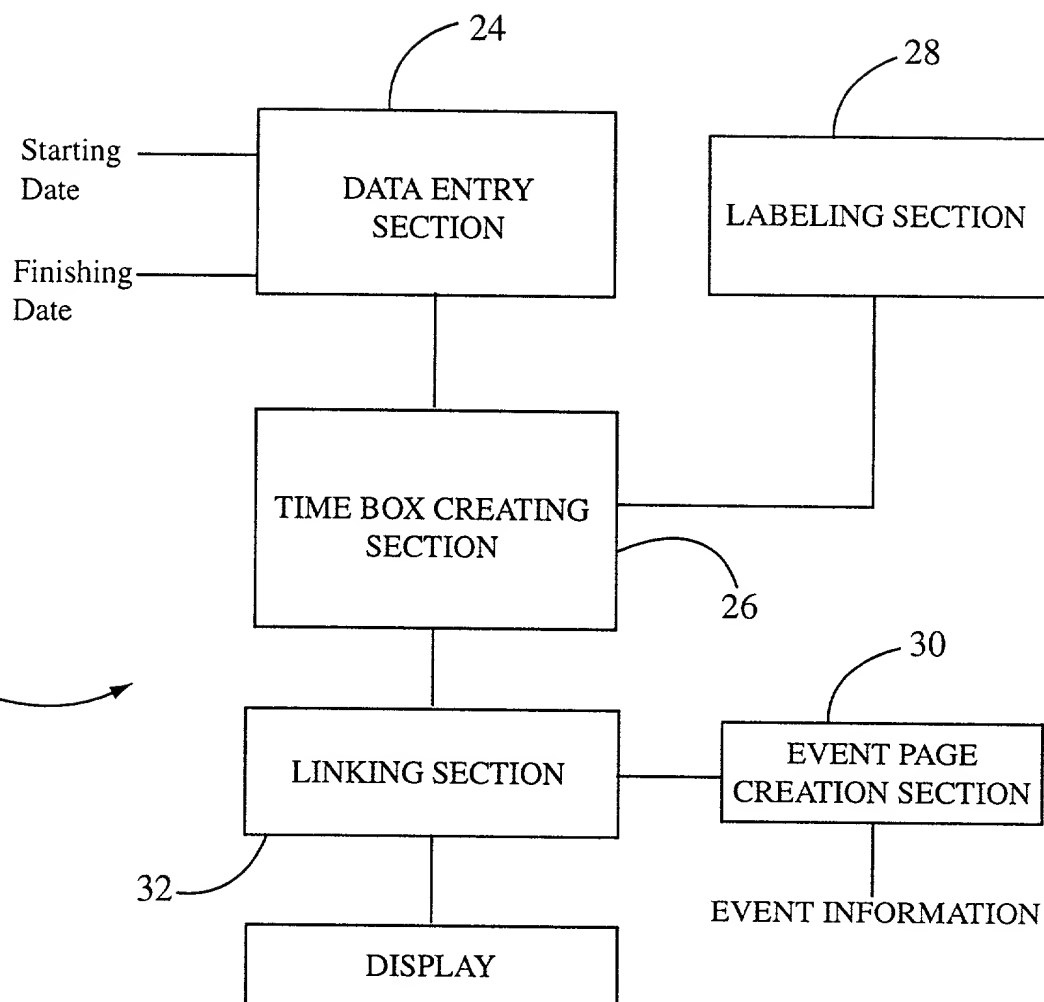 24
28
Starting
Date
DATA ENTRY
SECTION
LABELING SECTION
Finishing
Date
TIME BOX CREATING
SECTION
26
30
LINKING SECTION
EVENT PAGE
CREATION SECTION
32
EVENT INFORMATION
DISPLAY